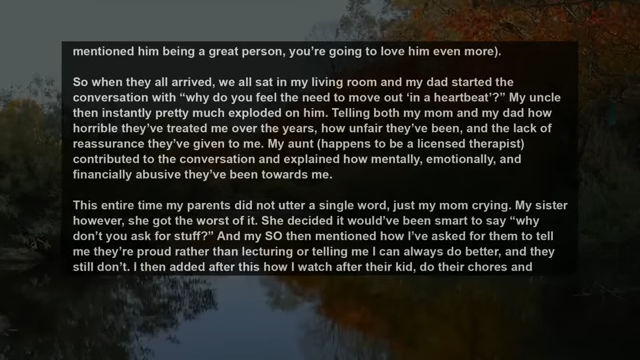 mentioned him being a great person, you're going to love him even more).
So when they all arrived, we all sat in my living room and my dad started the
conversation with “why do you feel the need to move out ‘in a heartbeat’?” My uncle
then instantly pretty much exploded on him. Telling both my mom and my dad how
horrible they’ve treated me over the years, how unfair they’ve been, and the lack of
reassurance they’ve given to me. My aunt (happens to be a licensed therapist)
contributed to the conversation and explained how mentally, emotionally, and
financially abusive they’ve been towards me.
This entire time my parents did not utter a single word, just my mom crying. My sister
however, she got the worst of it. She decided it would’ve been smart to say “why
don’t you ask for stuff?” And my SO then mentioned how I’ve asked for them to tell
me they’re proud rather than lecturing or telling me I can always do better, and they
still don’t. I then added after this how I watch after their kid, do their chores and